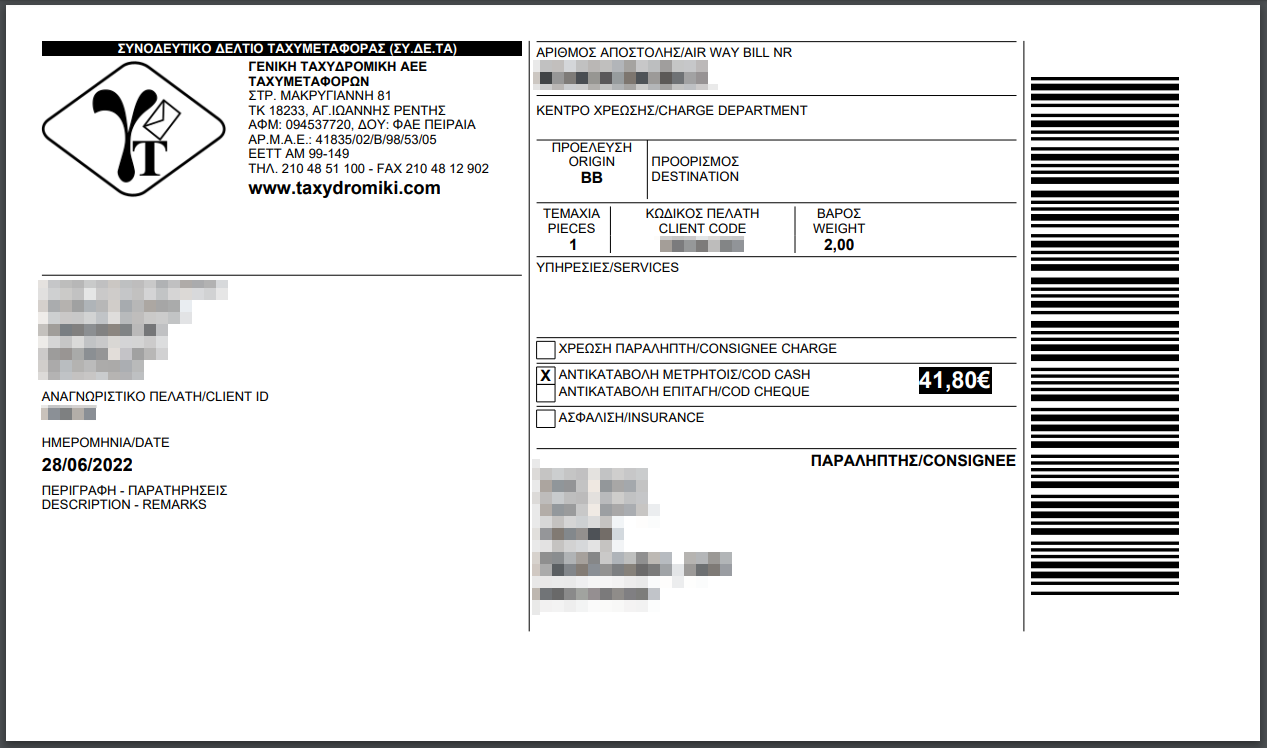 ΣΥΝΟΔΕΥΤΙΚΟ ΔΕΛΤΙΟ ΤΑΧΥΜΕΤΑΦΟΡΑΣ (ΣΥ.ΔΕ.ΤΑ)
ΓΕΝΙΚΗ ΤΑΧΥΔΡΟΜΙΚΗ ΑΕΕ
ΤΑΧΥΜΕΤΑΦΟΡΩΝ
ΣΤΡ. ΜΑΚΡΥΓΙΑΝΝΗ 81
ΤΚ 18233, ΑΓ.ΙΩΑΝΝΗΣ ΡΕΝΤΗΣ
ΑΦΜ: 094537720, ΔΟΥ: ΦΑΕ ΠΕΙΡΑΙΑ
ΑΡ.Μ.Α.Ε.: 41835/02/Β/98/53/05
ΕΕΤΤ ΑΜ 99-149
ΤΗΛ. 210 48 51 100 - FAX 210 48 12 902
www.taxydromiki.com
ΑΝΑΓΝΩΡΙΣΤΙΚΟ ΠΕΛΑΤΗ/CLIENT ID
ΗΜΕΡΟΜΗΝΙΑ/DATE
28/06/2022
ΠΕΡΙΓΡΑΦΗ - ΠΑΡΑΤΗΡΗΣΕΙΣ
DESCRIPTION - REMARKS
ΑΡΙΘΜΟΣ ΑΠΟΣΤΟΛΗΣ/AIR WAY BILL NR
ΚΕΝΤΡΟ ΧΡΕΩΣΗΣ/CHARGE DEPARTMENT
ΠΡΟΕΛΕΥΣΗ
ORIGIN
BB
ΠΡΟΟΡΙΣΜΟΣ
DESTINATION
ΤΕΜΑΧΙΑ
PIECES
1
ΚΩΔΙΚΟΣ ΠΕΛΑΤΗ
CLIENT CODE
ΒΑΡΟΣ
WEIGHT
2,00
ΥΠΗΡΕΣΙΕΣ/SERVICES
ΧΡΕΩΣΗ ΠΑΡΑΛΗΠΤΗ/CONSIGNEE CHARGE
X ΑΝΤΙΚΑΤΑΒΟΛΗ ΜΕΤΡΗΤΟΙΣ/COD CASH 41,80€
ΑΝΤΙΚΑΤΑΒΟΛΗ ΕΠΙΤΑΓΗ/COD CHEQUE
ΑΣΦΑΛΙΣΗ/INSURANCE
ΠΑΡΑΛΗΠΤΗΣ/CONSIGNEE